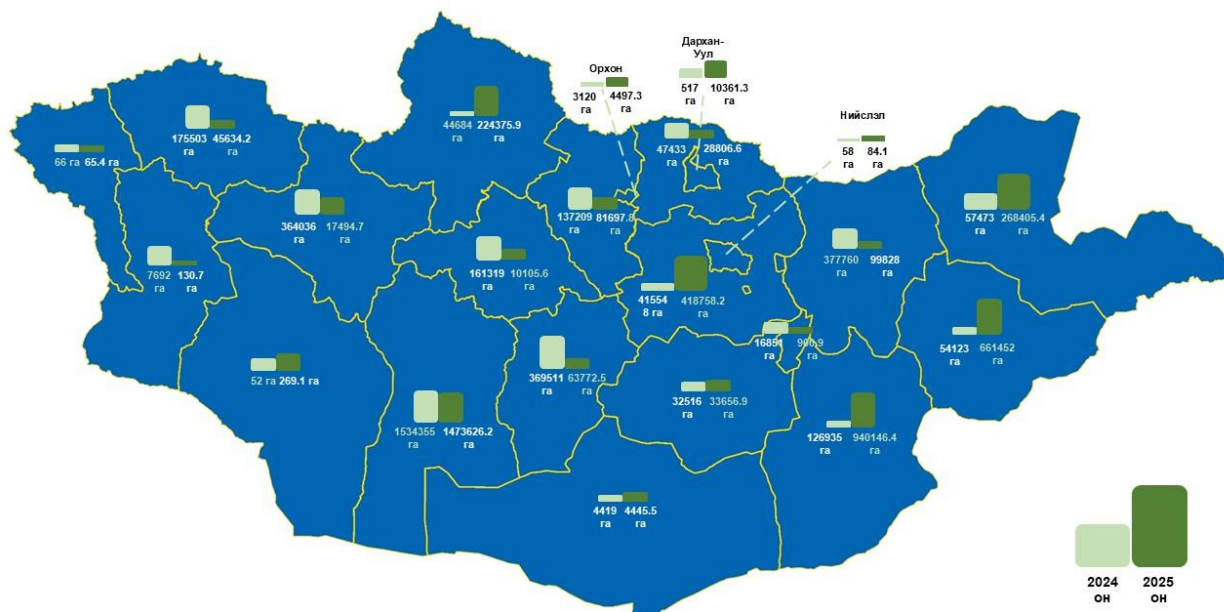 Дархан-
Уул
Орхон
3120 4497.3
га га
517 10361.3
га га
Нийслэл
58 84.1
га га
44684 224375.9
га га
175503 45634.2
га га
66 га 65.4 га
47433 28806.6
га га
364036 17494.7
га га
137209 81697.8
га га
57473 268405.4
га га
7692 130.7
га га
161319 10105.6
га га
377760 99828
га га
41554 418758.2
8 га га
16851 900.9
га га
54123 661452
га га
52 га 269.1 га
369511 63772.5
га га
32516 33656.9
га га
1534355 1473626.2
га га
126935 940146.4
га га
4419 4445.5
га га
2024 2025
он он